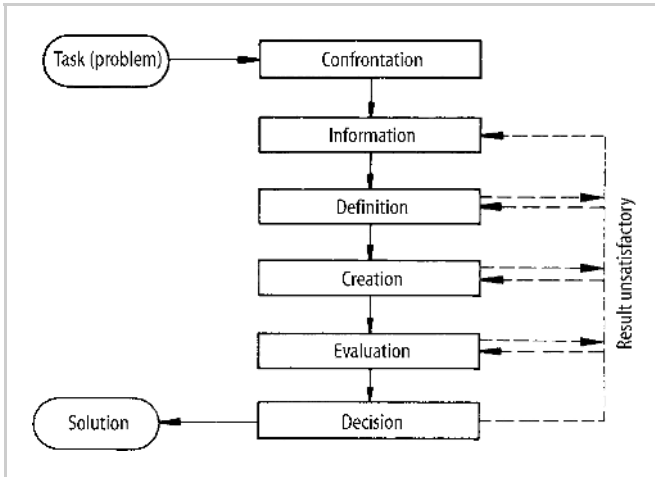 Task (problem)
Confrontation
Information
Definition
Creation
Evaluation
Decision
Solution
Result unsatisfactory